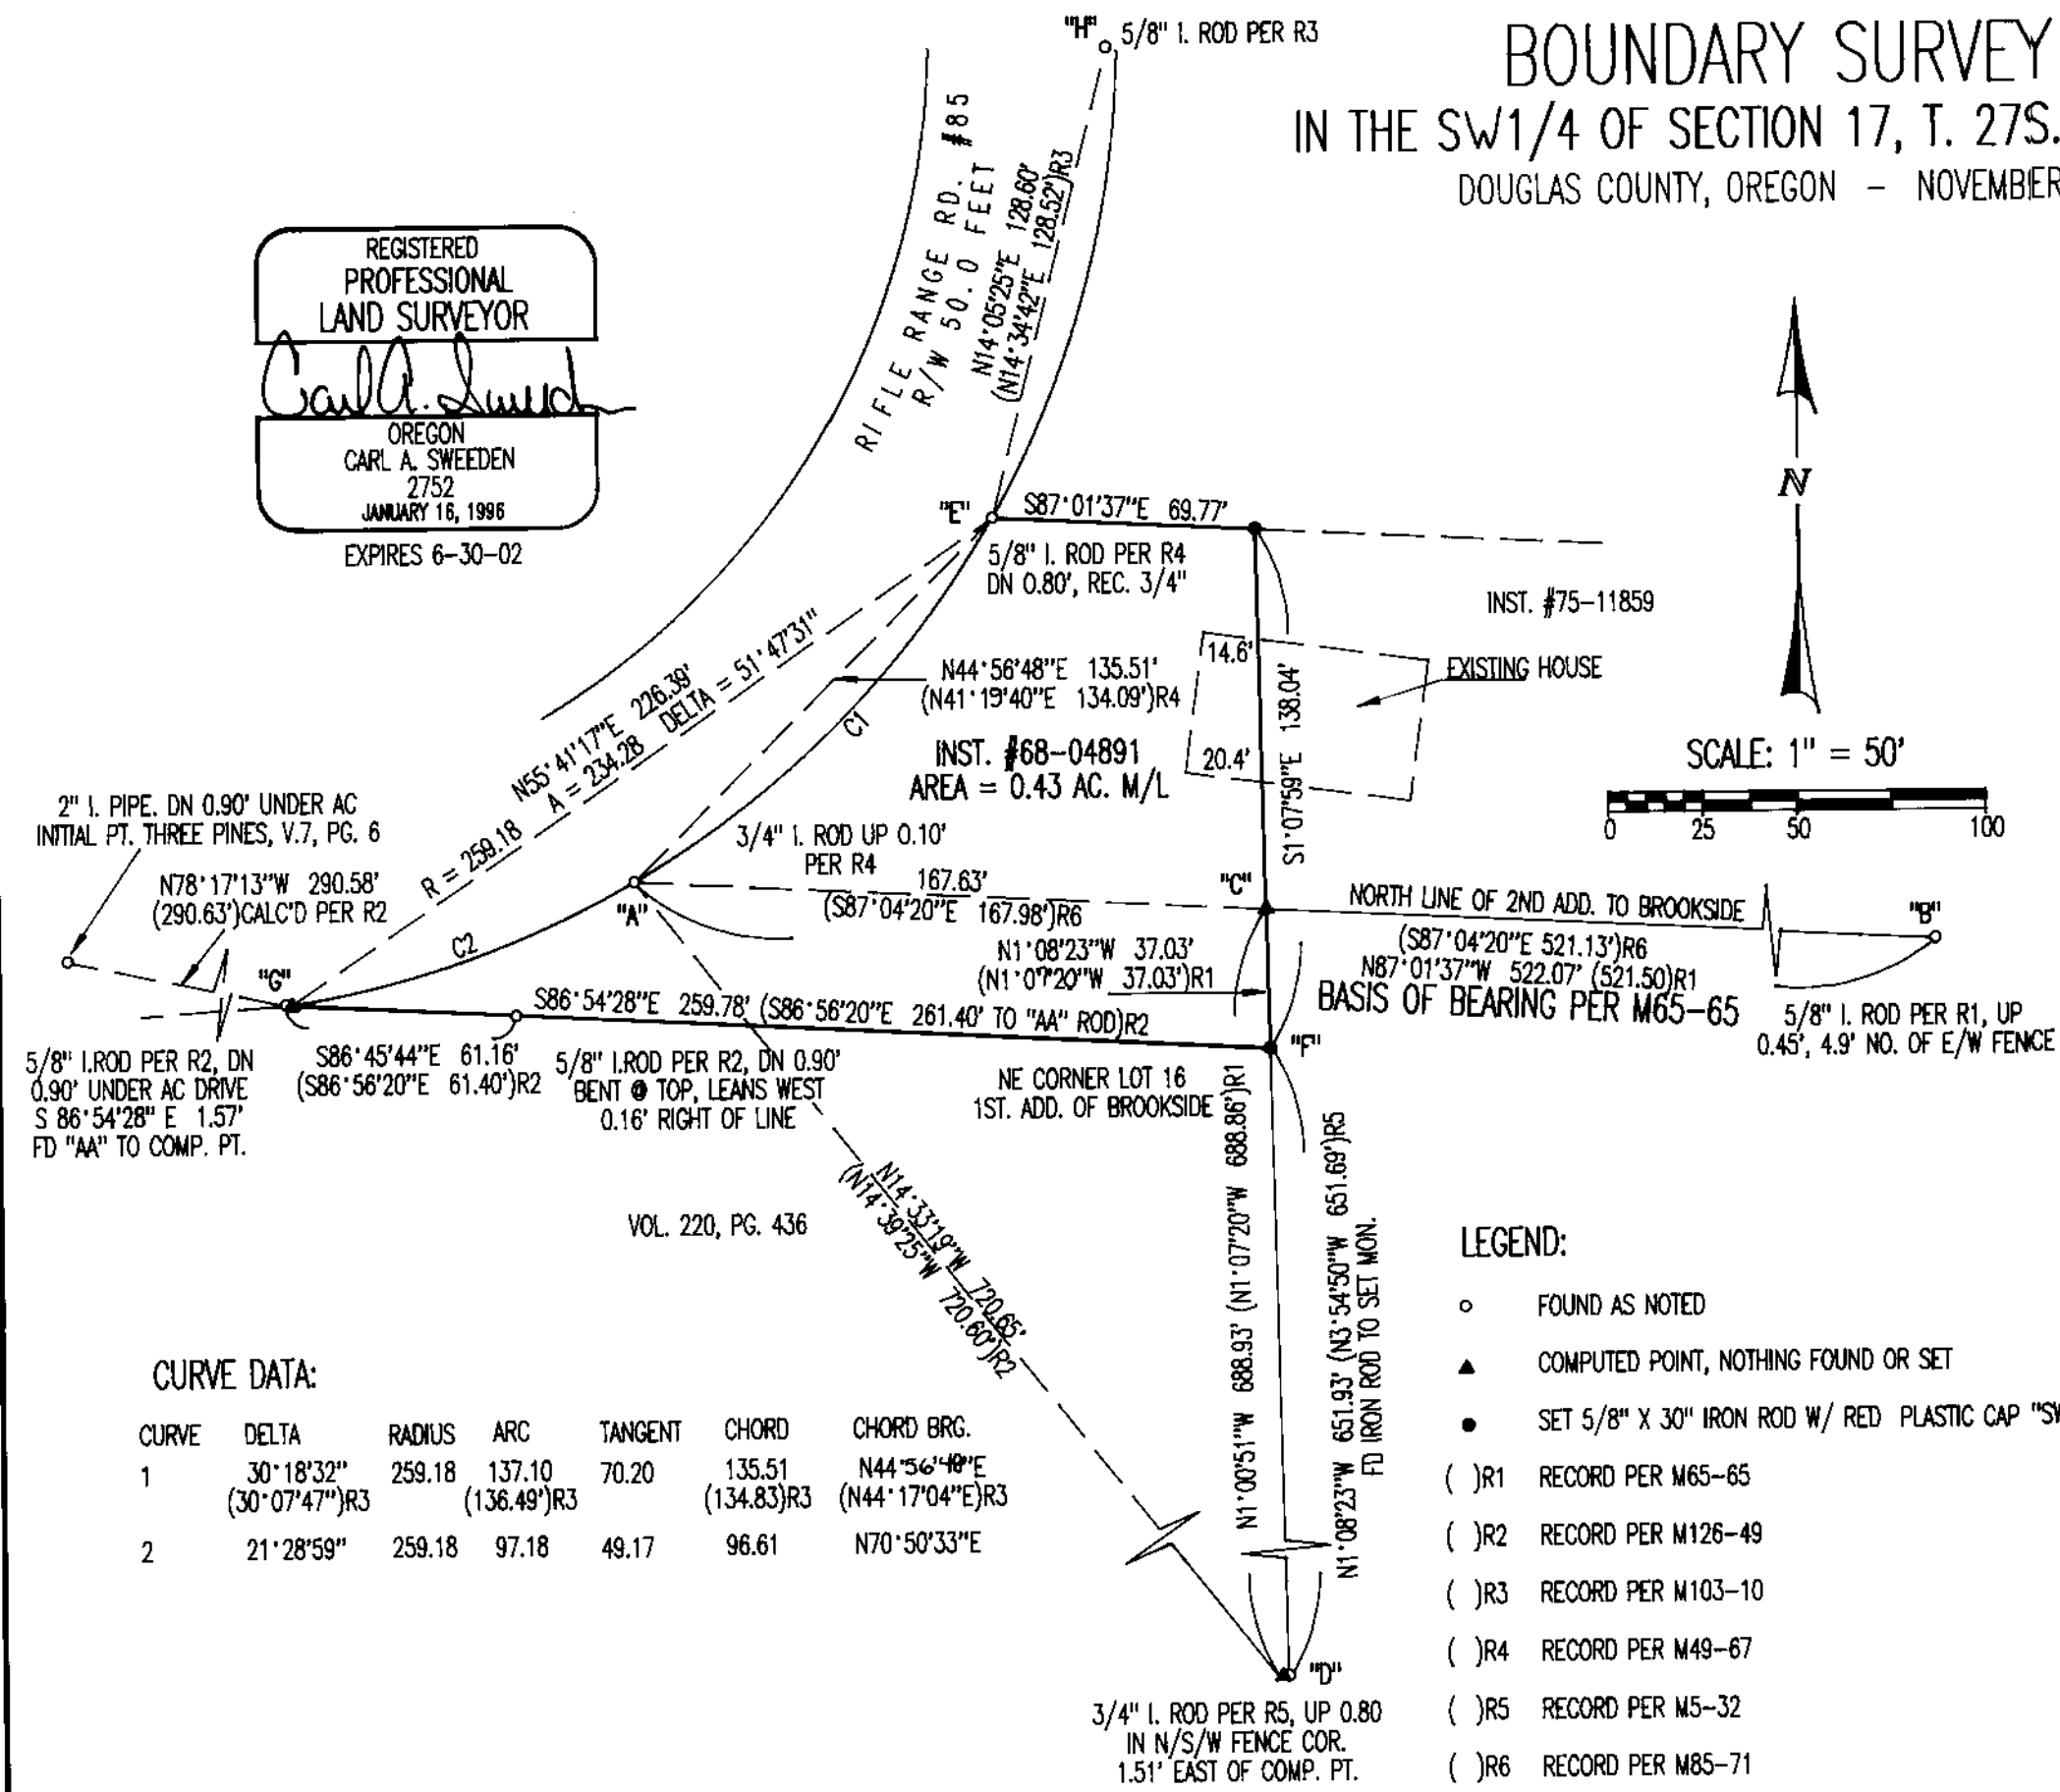 BOUNDARY SURVEY
IN THE SW1/4 OF SECTION 17, T. 27S.
DOUGLAS COUNTY, OREGON – NOVEMBER
"H" 5/8" I. ROD PER R3
REGISTERED
PROFESSIONAL
LAND SURVEYOR
Carl A.
OREGON
CARL A. SWEEDEN
2752
JANUARY 16, 1996
EXPIRES 6-30-02
RIFLE RANGE RD. #85
R/W 50.0 FEET
N14°05'25"E 128.60'
(N14°34'42"E 128.52')R3
N
"E" S87°01'37"E 69.77'
5/8" I. ROD PER R4
DN 0.80', REC. 3/4"
INST. #75-11859
EXISTING HOUSE
14.6'
20.4'
S1°07'59"E 138.04'
N44°56'48"E 135.51'
(N41°19'40"E 134.09')R4
C1
INST. #68-04891
AREA = 0.43 AC. M/L
N55°41'17"E 226.39'
R = 259.18 A = 234.28 DELTA = 51°47'31"
SCALE: 1" = 50'
0 25 50 100
2" I. PIPE. DN 0.90' UNDER AC
INITIAL PT. THREE PINES, V.7, PG. 6
N78°17'13"W 290.58'
(290.63')CALC'D PER R2
3/4" I. ROD UP 0.10'
PER R4
"A"
167.63'
(S87°04'20"E 167.98')R6
"C"
NORTH LINE OF 2ND ADD. TO BROOKSIDE
"B"
(S87°04'20"E 521.13')R6
N87°01'37"W 522.07' (521.50)R1
BASIS OF BEARING PER M65-65
5/8" I. ROD PER R1, UP
0.45', 4.9' NO. OF E/W FENCE
N1°08'23"W 37.03'
(N1°07'20"W 37.03')R1
C2
"G"
S86°54'28"E 259.78' (S86°56'20"E 261.40' TO "AA" ROD)R2
"F"
5/8" I.ROD PER R2, DN
0.90' UNDER AC DRIVE
S 86°54'28" E 1.57'
FD "AA" TO COMP. PT.
S86°45'44"E 61.16'
(S86°56'20"E 61.40')R2
5/8" I.ROD PER R2, DN 0.90'
BENT @ TOP, LEANS WEST
0.16' RIGHT OF LINE
NE CORNER LOT 16
1ST. ADD. OF BROOKSIDE
VOL. 220, PG. 436
N14°33'19"W 720.65'
(N14°39'25"W 720.60')R2
N1°00'51"W 688.93' (N1°07'20"W 688.86')R1
N1°08'23"W 651.93' (N3°54'50"W 651.69')R5
FD IRON ROD TO SET MON.
"D"
3/4" I. ROD PER R5, UP 0.80
IN N/S/W FENCE COR.
1.51' EAST OF COMP. PT.
CURVE DATA:
CURVE DELTA RADIUS ARC TANGENT CHORD CHORD BRG.
1 30°18'32" 259.18 137.10 70.20 135.51 N44°56'48"E
(30°07'47")R3 (136.49')R3 (134.83)R3 (N44°17'04"E)R3
2 21°28'59" 259.18 97.18 49.17 96.61 N70°50'33"E
LEGEND:
FOUND AS NOTED
COMPUTED POINT, NOTHING FOUND OR SET
SET 5/8" X 30" IRON ROD W/ RED PLASTIC CAP
( )R1 RECORD PER M65-65
( )R2 RECORD PER M126-49
( )R3 RECORD PER M103-10
( )R4 RECORD PER M49-67
( )R5 RECORD PER M5-32
( )R6 RECORD PER M85-71